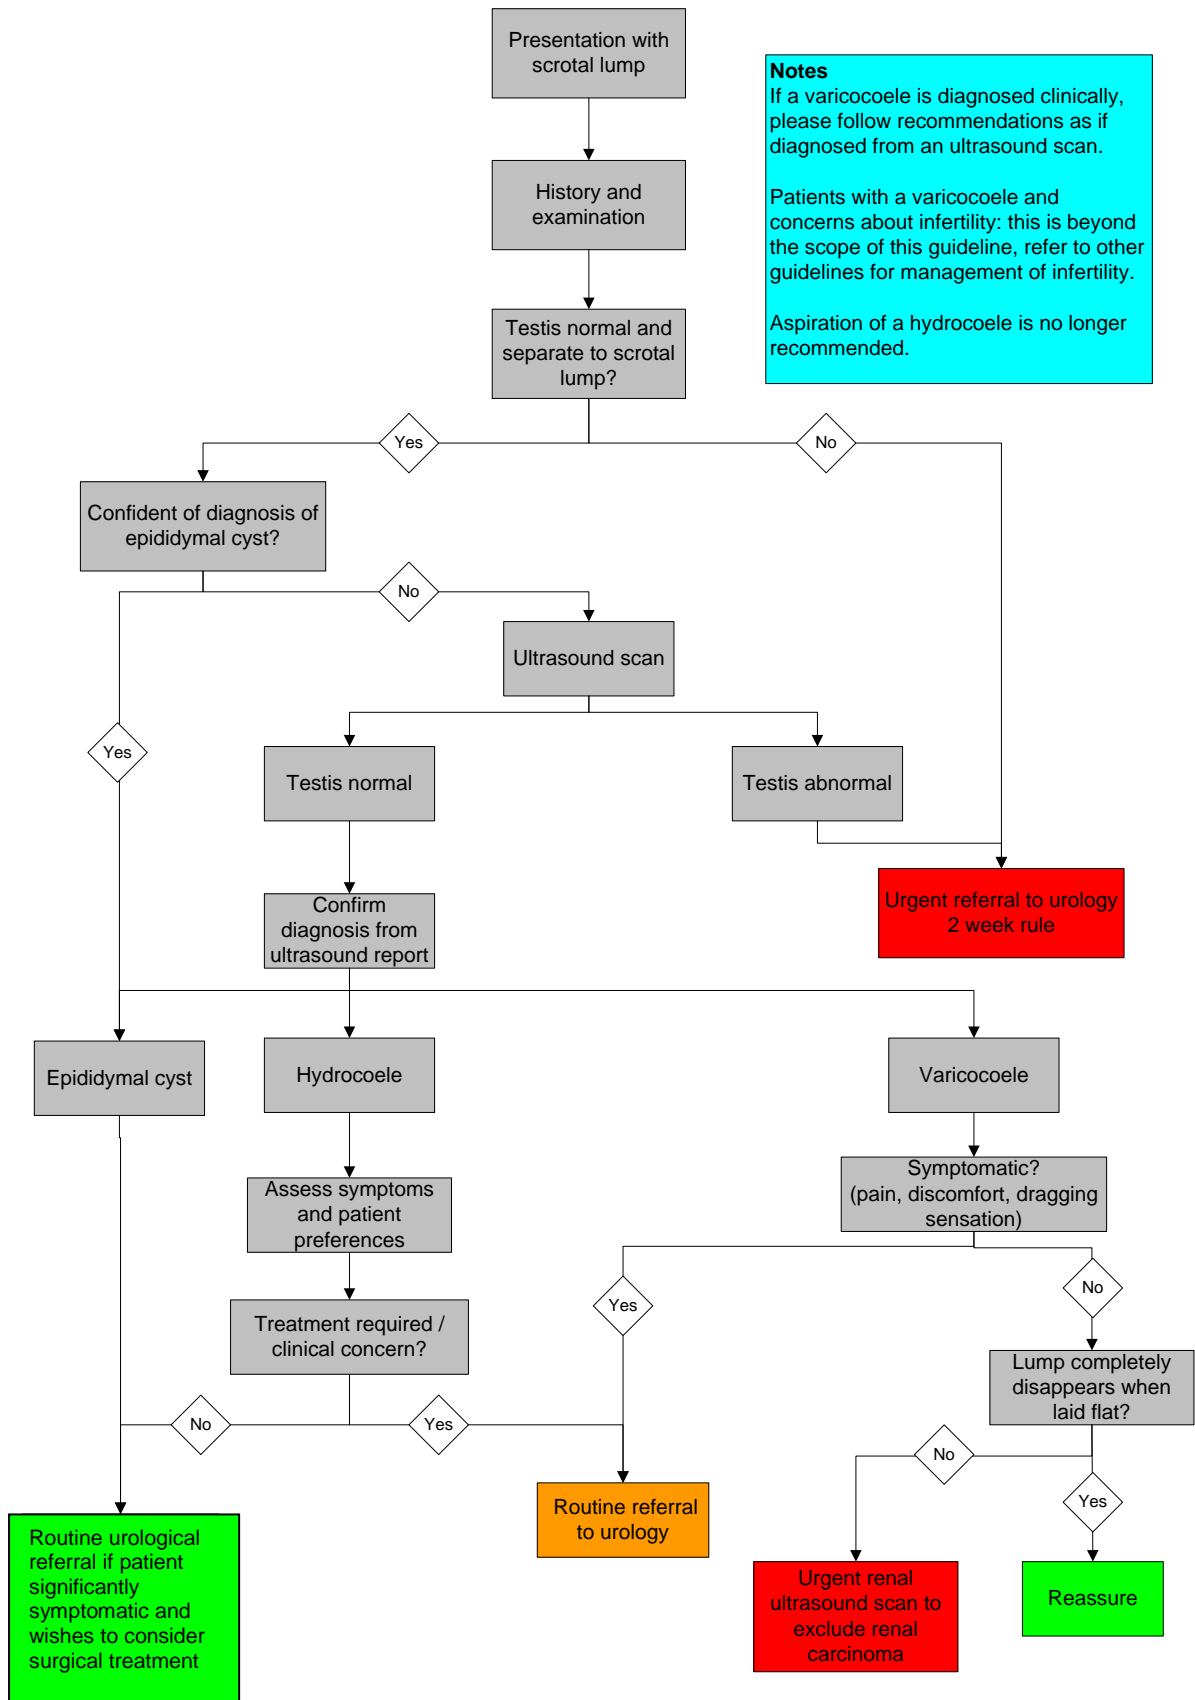 Presentation with
scrotal lump
Notes
If a varicocoele is diagnosed clinically,
please follow recommendations as if
diagnosed from an ultrasound scan.
Patients with a varicocoele and
concerns about infertility: this is beyond
the scope of this guideline, refer to other
guidelines for management of infertility.
Aspiration of a hydrocoele is no longer
recommended.
History and
examination
Testis normal and
separate to scrotal
lump?
Yes
No
Confident of diagnosis of
epididymal cyst?
No
Ultrasound scan
Yes
Testis normal
Testis abnormal
Confirm
diagnosis from
ultrasound report
Urgent referral to urology
2 week rule
Epididymal cyst
Hydrocoele
Varicocoele
Assess symptoms
and patient
preferences
Symptomatic?
(pain, discomfort, dragging
sensation)
Yes
No
Treatment required /
clinical concern?
Lump completely
disappears when
laid flat?
No
Yes
No
Yes
Routine urological
referral if patient
significantly
symptomatic and
wishes to consider
surgical treatment
Routine referral
to urology
Urgent renal
ultrasound scan to
exclude renal
carcinoma
Reassure